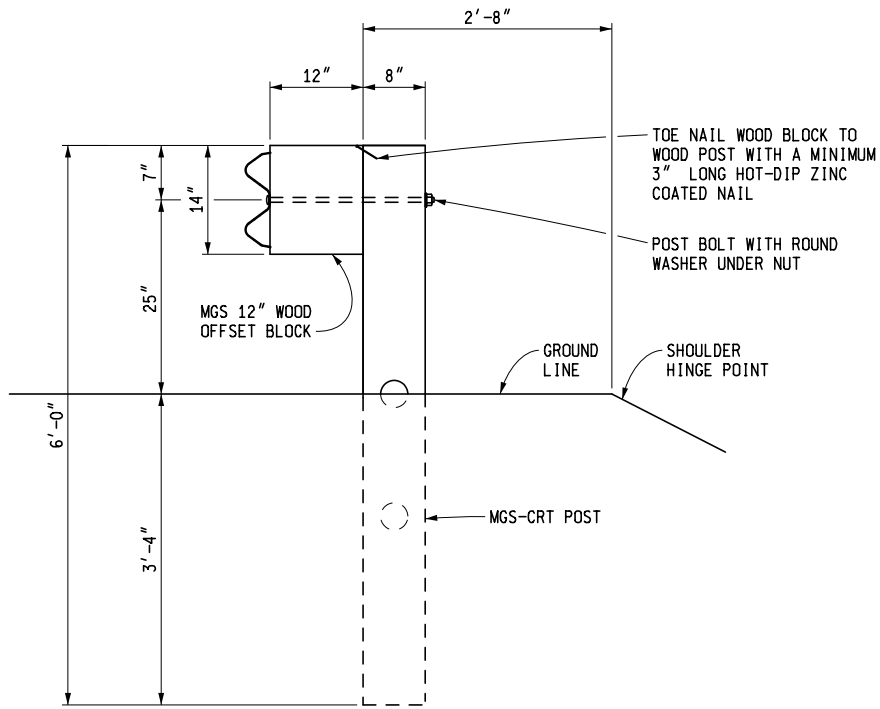 2'-8"
12"
8"
TOE NAIL WOOD BLOCK TO
WOOD POST WITH A MINIMUM
3" LONG HOT-DIP ZINC
COATED NAIL
7"
14"
POST BOLT WITH ROUND
WASHER UNDER NUT
25"
MGS 12" WOOD
OFFSET BLOCK
GROUND
LINE
SHOULDER
HINGE POINT
6'-0"
MGS-CRT POST
3'-4"